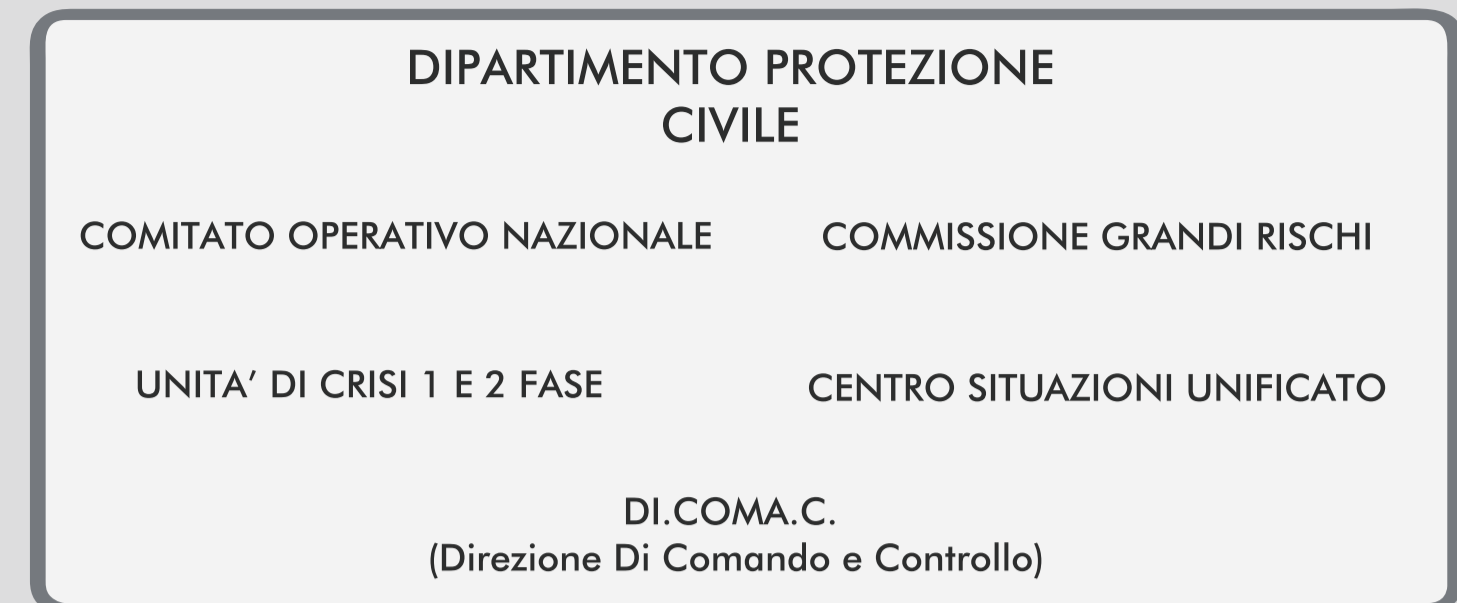 DIPARTIMENTO PROTEZIONE
CIVILE
COMITATO OPERATIVO NAZIONALE
COMMISSIONE GRANDI RISCHI
UNITA’ DI CRISI 1 E 2 FASE
CENTRO SITUAZIONI UNIFICATO
DI.COMA.C.
(Direzione Di Comando e Controllo)